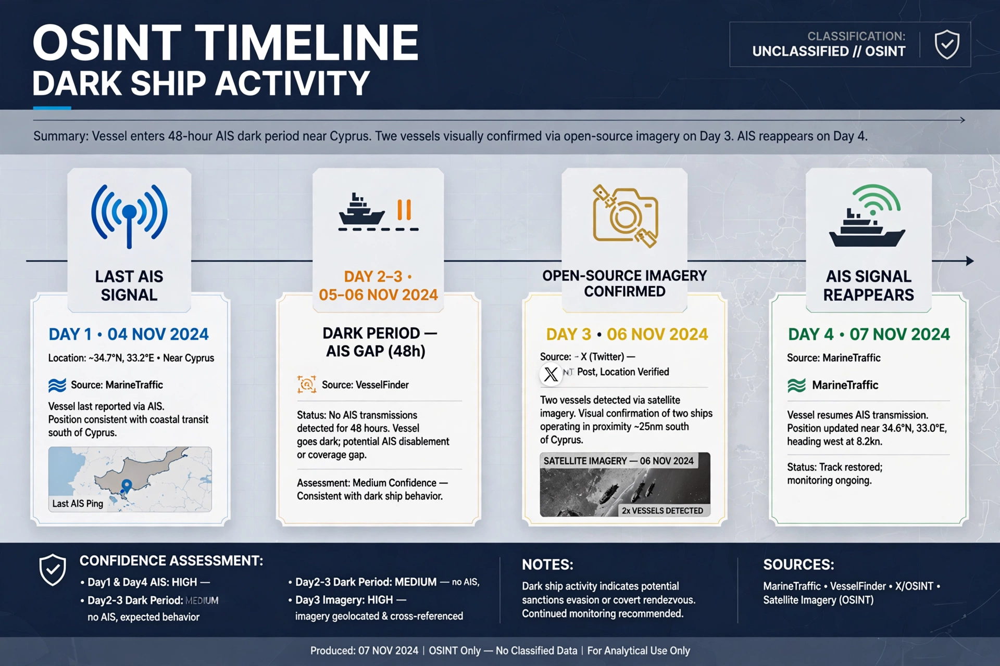 OSINT TIMELINE
DARK SHIP ACTIVITY
CLASSIFICATION:
UNCLASSIFIED // OSINT
Summary: Vessel enters 48-hour AIS dark period near Cyprus. Two vessels visually confirmed via open-source imagery on Day 3. AIS reappears on Day 4.
LAST AIS
SIGNAL
DAY 1 • 04 NOV 2024
Location: ~34.7°N, 33.2°E • Near Cyprus
Source: MarineTraffic
Vessel last reported via AIS.
Position consistent with coastal transit
south of Cyprus.
Last AIS Ping
DAY 2–3 •
05–06 NOV 2024
DARK PERIOD —
AIS GAP (48h)
Source: VesselFinder
Status: No AIS transmissions
detected for 48 hours. Vessel
goes dark; potential AIS disablement
or coverage gap.
Assessment: Medium Confidence —
Consistent with dark ship behavior.
OPEN-SOURCE IMAGERY
CONFIRMED
DAY 3 • 06 NOV 2024
Source: - X (Twitter) —
X NT Post, Location Verified
Two vessels detected via satellite
imagery. Visual confirmation of two ships
operating in proximity ~25nm south
of Cyprus.
SATELLITE IMAGERY — 06 NOV 2024
2x VESSELS DETECTED
AIS SIGNAL
REAPPEARS
DAY 4 • 07 NOV 2024
Source: MarineTraffic
MarineTraffic
Vessel resumes AIS transmission.
Position updated near 34.6°N, 33.0°E,
heading west at 8.2kn.
Status: Track restored;
monitoring ongoing.
CONFIDENCE ASSESSMENT:
• Day1 & Day4 AIS: HIGH —
• Day2-3 Dark Period: MEDIUM
no AIS, expected behavior
• Day2-3 Dark Period: MEDIUM — no AIS,
• Day3 Imagery: HIGH —
imagery geolocated & cross-referenced
NOTES:
Dark ship activity indicates potential
sanctions evasion or covert rendezvous.
Continued monitoring recommended.
SOURCES:
MarineTraffic • VesselFinder • X/OSINT •
Satellite Imagery (OSINT)
Produced: 07 NOV 2024 | OSINT Only — No Classified Data | For Analytical Use Only